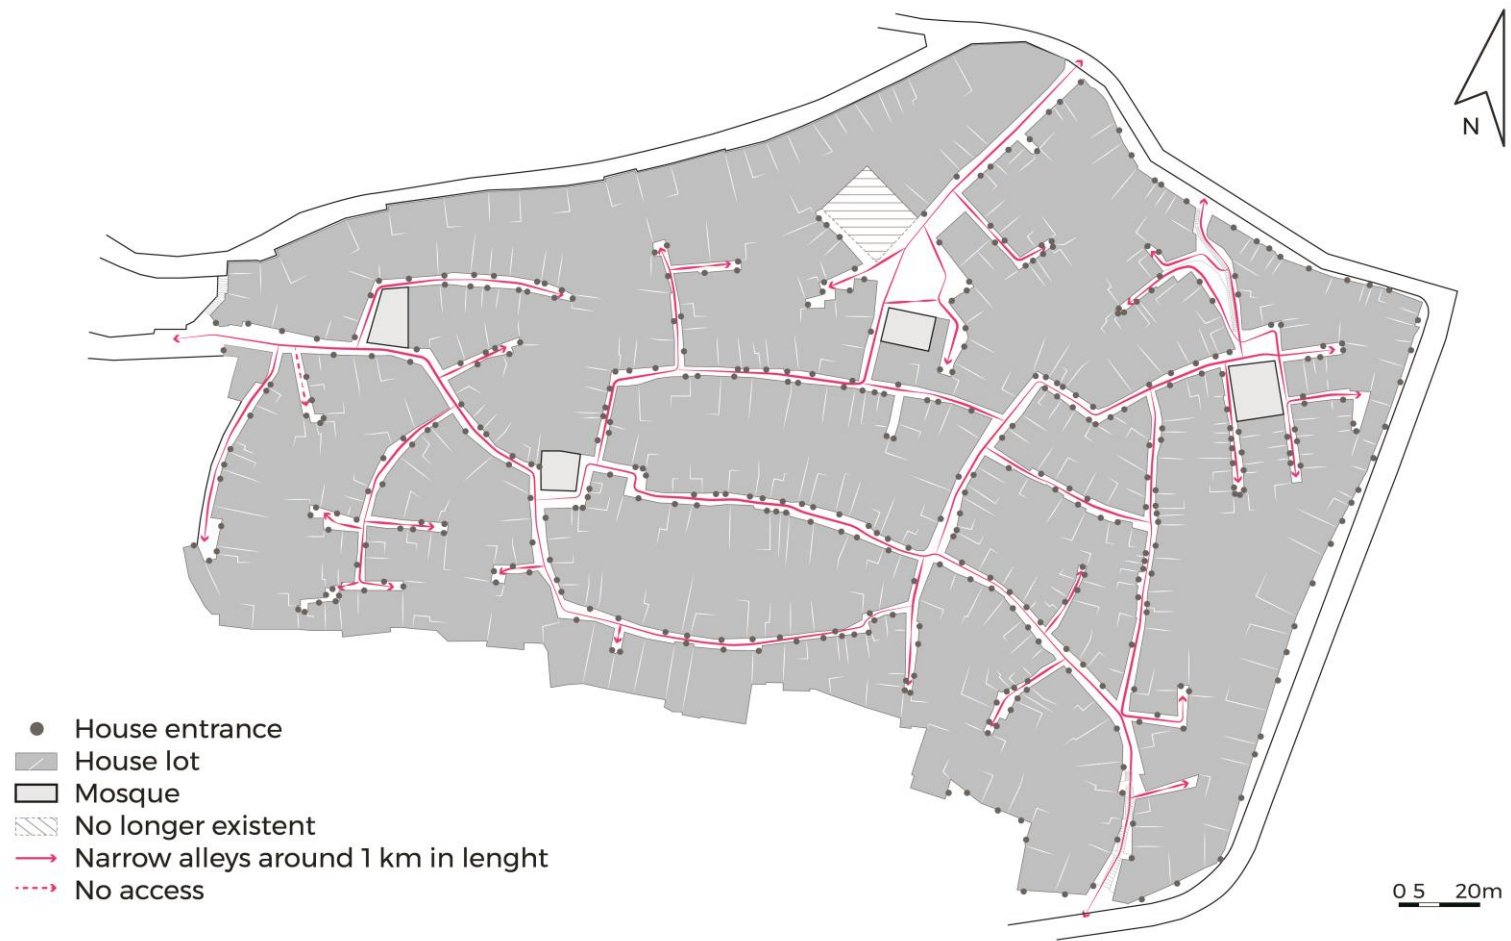 N
House entrance
House lot
Mosque
No longer existent
Narrow alleys around 1 km in lenght
No access
0 5 20m